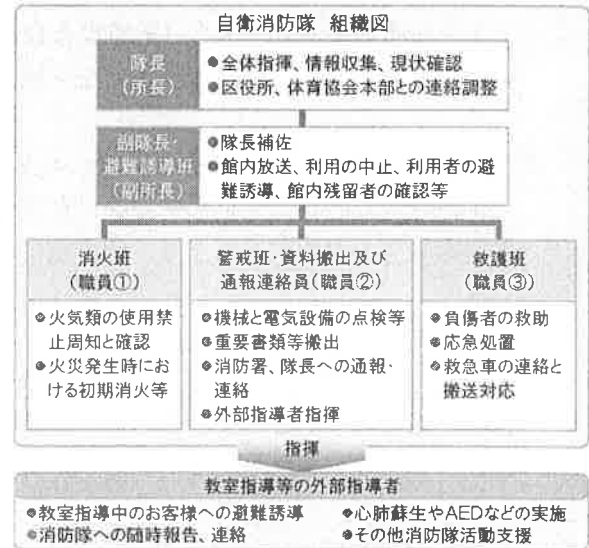 自衛消防隊 組織図
隊長
(所長)
●全体指揮、情報収集、現状確認
●区役所、体育協会本部との連絡調整
副隊長・
避難誘導班
(副所長)
●隊長補佐
●館内放送、利用の中止、利用者の避
難誘導、館内残留者の確認等
消火班
(職員①)
●火気類の使用禁
止周知と確認
●火災発生時にお
ける初期消火等
警戒班・資料搬出及び
通報連絡員(職員②)
●機械と電気設備の点検等
●重要書類等搬出
●消防署、隊長への通報・
連絡
●外部指導者指揮
救護班
(職員③)
●負傷者の救助
●応急処置
●救急車の連絡と
搬送対応
指揮
教室指導等の外部指導者
●教室指導中のお客様への避難誘導
●消防隊への随時報告、連絡
●心肺蘇生やAEDなどの実施
●その他消防隊活動支援